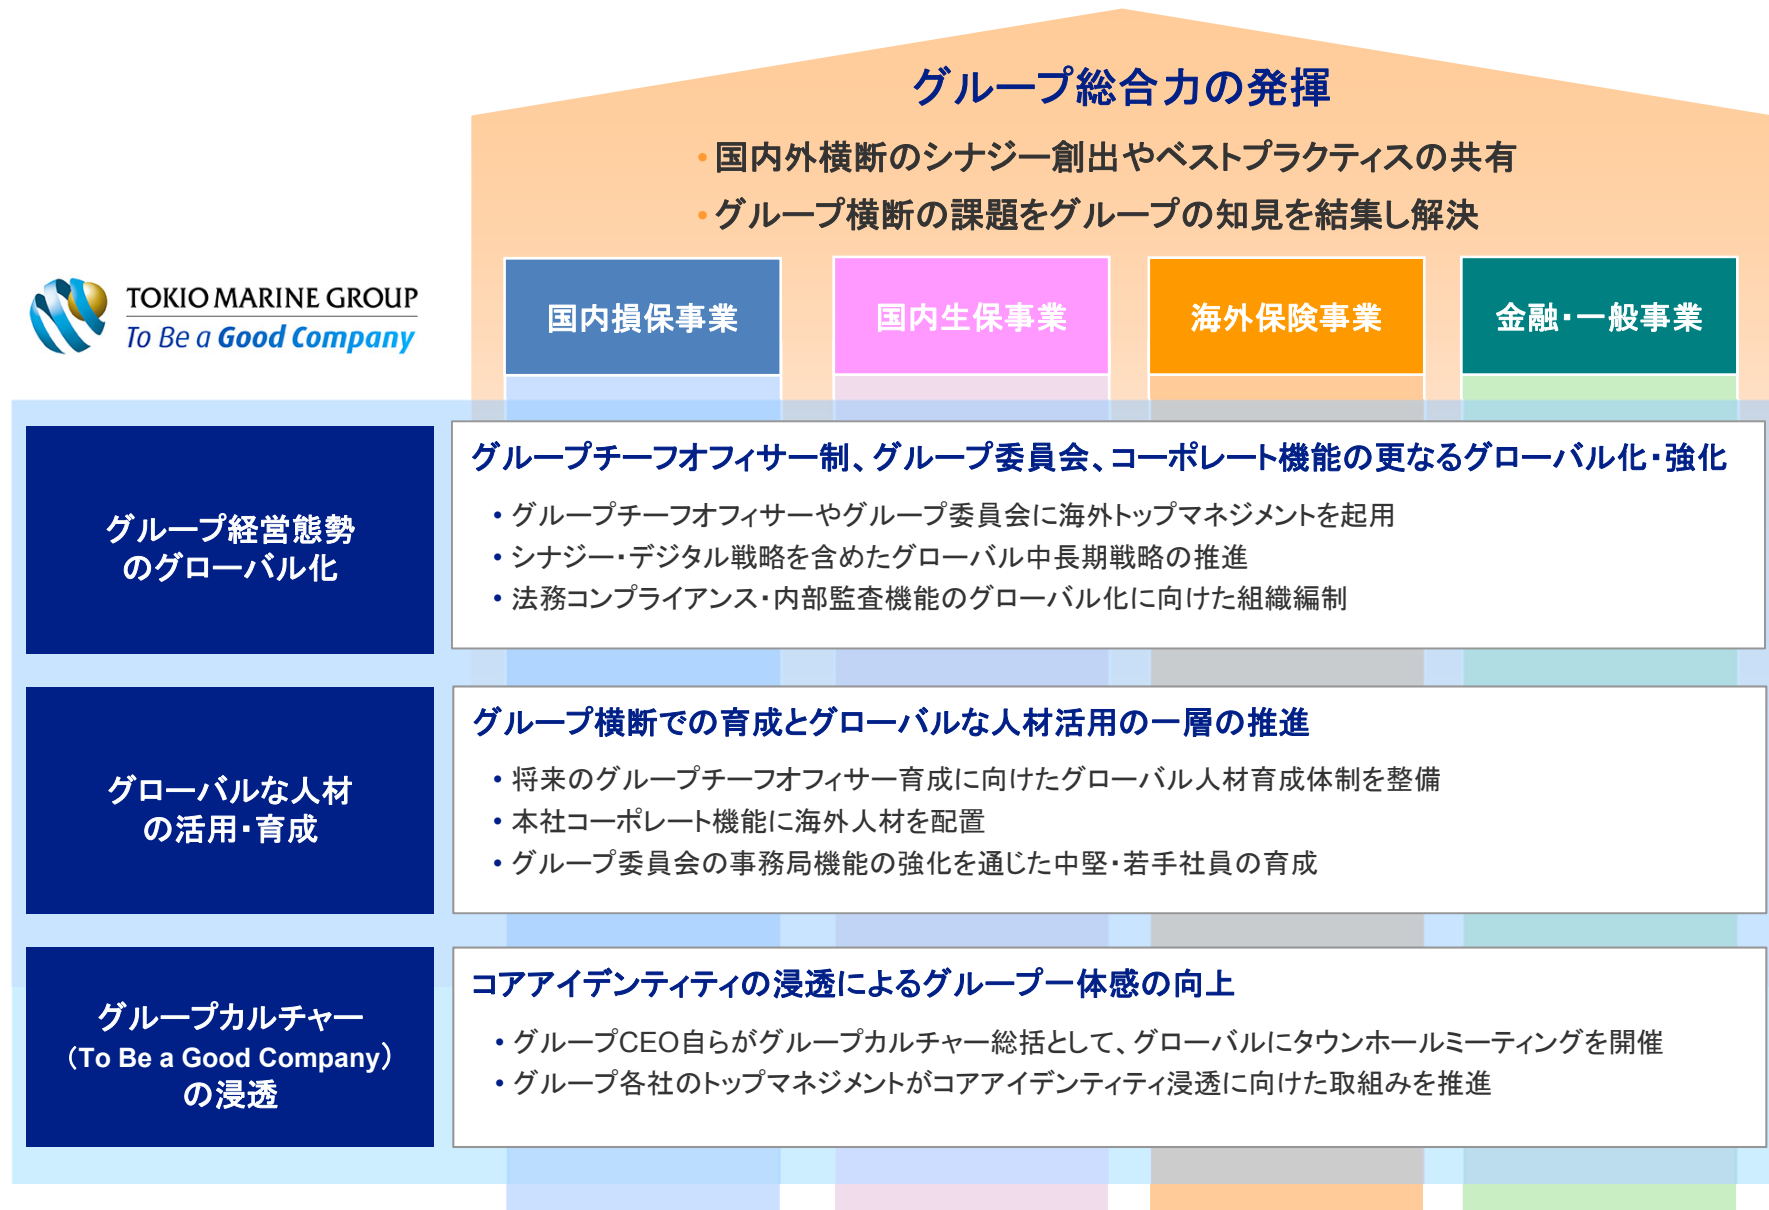 グループ総合力の発揮
・国内外横断のシナジー創出やベストプラクティスの共有
・グループ横断の課題をグループの知見を結集し解決
TOKIO MARINE GROUP
To Be a Good Company
国内損保事業
国内生保事業
海外保険事業
金融・一般事業
グループ経営態勢
のグローバル化
グループチーフオフィサー制、グループ委員会、コーポレート機能の更なるグローバル化・強化
・グループチーフオフィサーやグループ委員会に海外トップマネジメントを起用
・シナジー・デジタル戦略を含めたグローバル中長期戦略の推進
・法務コンプライアンス・内部監査機能のグローバル化に向けた組織編制
グローバルな人材
の活用・育成
グループ横断での育成とグローバルな人材活用の一層の推進
・将来のグループチーフオフィサー育成に向けたグローバル人材育成体制を整備
・本社コーポレート機能に海外人材を配置
・グループ委員会の事務局機能の強化を通じた中堅・若手社員の育成
グループカルチャー
（To Be a Good Company）
の浸透
コアアイデンティティの浸透によるグループ一体感の向上
・グループCEO自らがグループカルチャー総括として、グローバルにタウンホールミーティングを開催
・グループ各社のトップマネジメントがコアアイデンティティ浸透に向けた取組みを推進